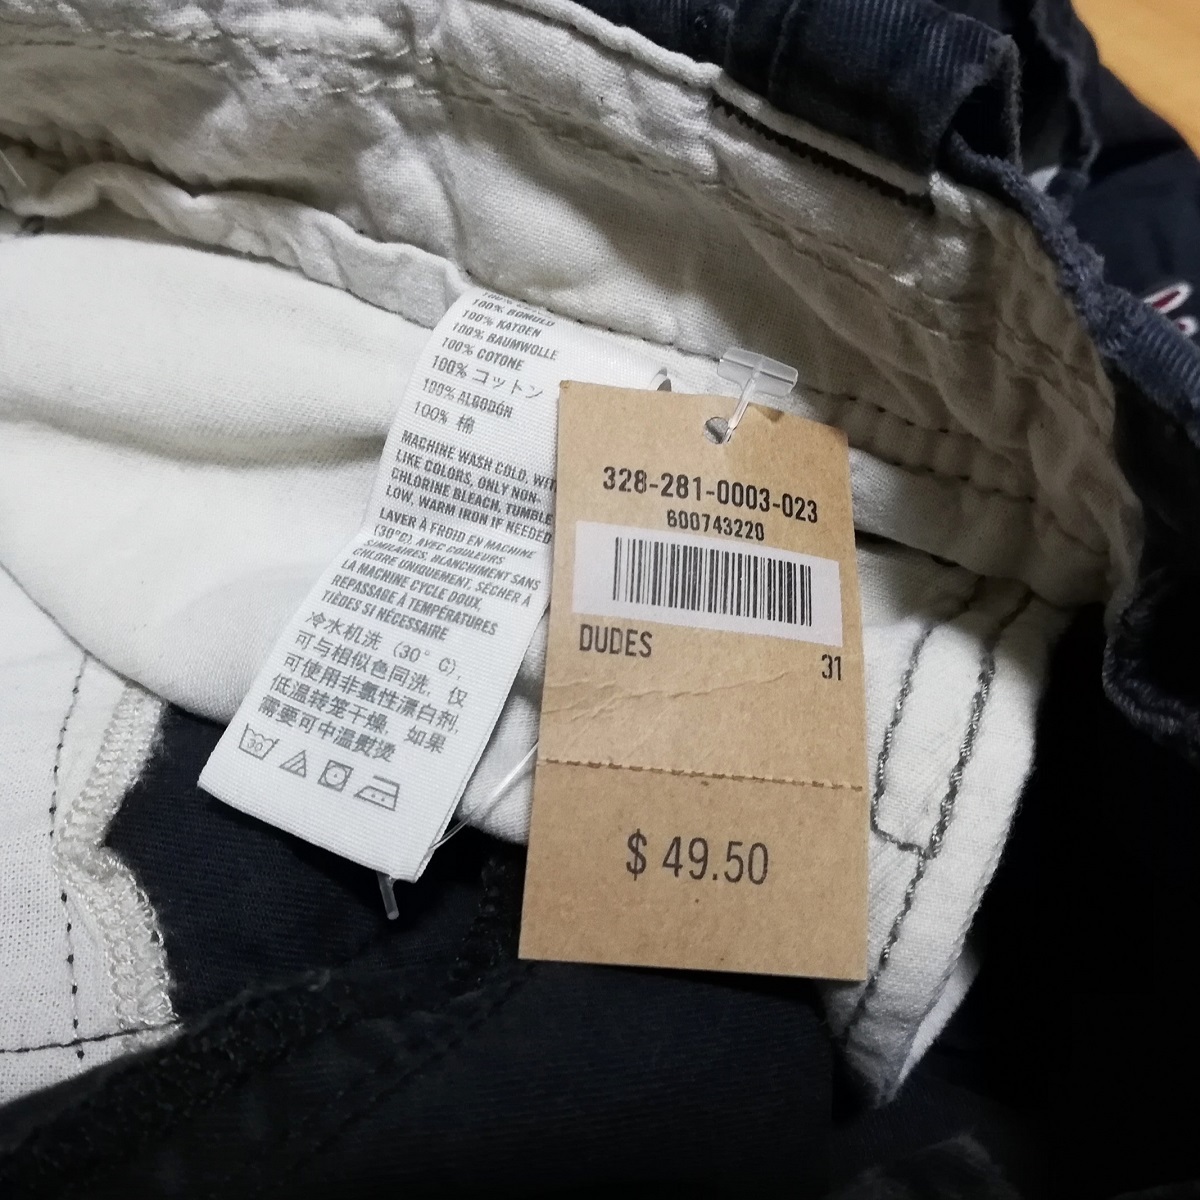 100% KATOEN
100% BAUMWOLLE
100% COTONE
100% コットン
100% ALGODÓN
100% 棉
MACHINE WASH COLD, WITH
LIKE COLORS, ONLY NON-
CHLORINE BLEACH, TUMBLE
LOW, WARM IRON IF NEEDED
LAVER À FROID EN MACHINE
(30°C) AVEC COULEURS
SIMILAIRES, BLANCHIMENT SANS
CHLORE UNIQUEMENT, SÉCHER À
LA MACHINE CYCLE DOUX,
REPASSAGE À TEMPÉRATURES
TIÈDES SI NÉCESSAIRE
冷水机洗 (30°C),
可与相似色同洗, 仅
可使用非氯性漂白剂,
低温转笼干燥, 如果
需要可中温熨烫
30
328-281-0003-023
600743220
DUDES
31
$ 49.50